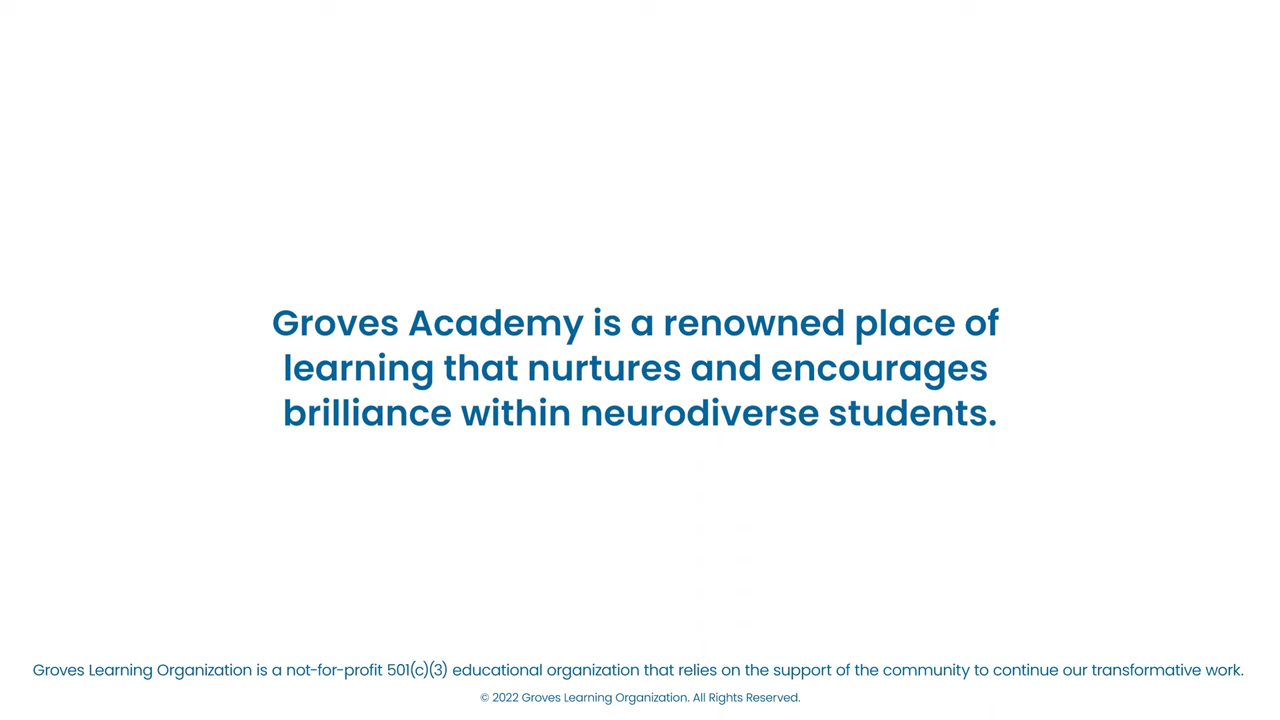 Groves Academy is a renowned place of
learning that nurtures and encourages
brilliance within neurodiverse students.
Groves Learning Organization is a not-for-profit 501(c)(3) educational organization that relies on the support of the community to continue our transformative work.
© 2022 Groves Learning Organization. All Rights Reserved.